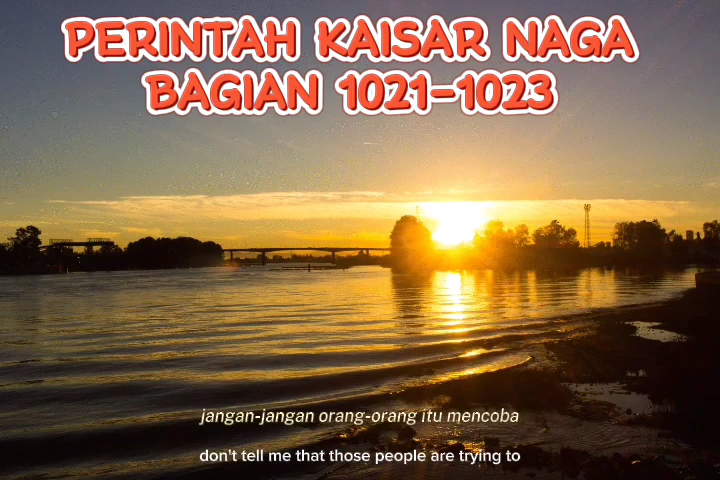 PERINTAH KAISAR NAGA
BAGIAN 1021-1023
jangan-jangan orang-orang itu mencoba
don't tell me that those people are trying to